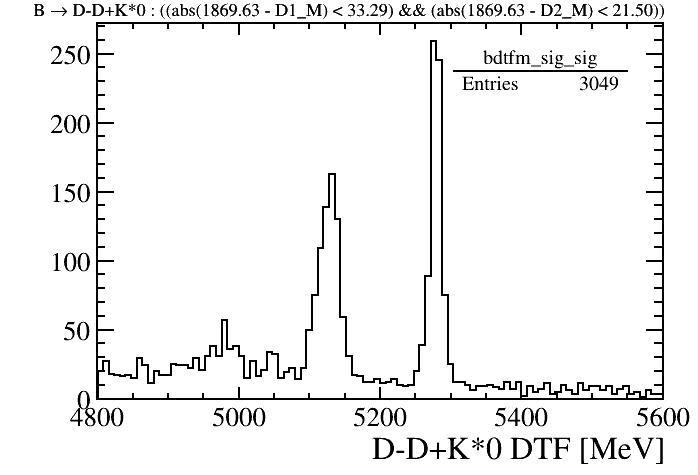 B → D-D+K*0 : ((abs(1869.63 - D1_M) < 33.29) && (abs(1869.63 - D2_M) < 21.50))
bdtfm_sig_sig
Entries 3049
250
200
150
100
50
0
4800 5000 5200 5400 5600
D-D+K*0 DTF [MeV]